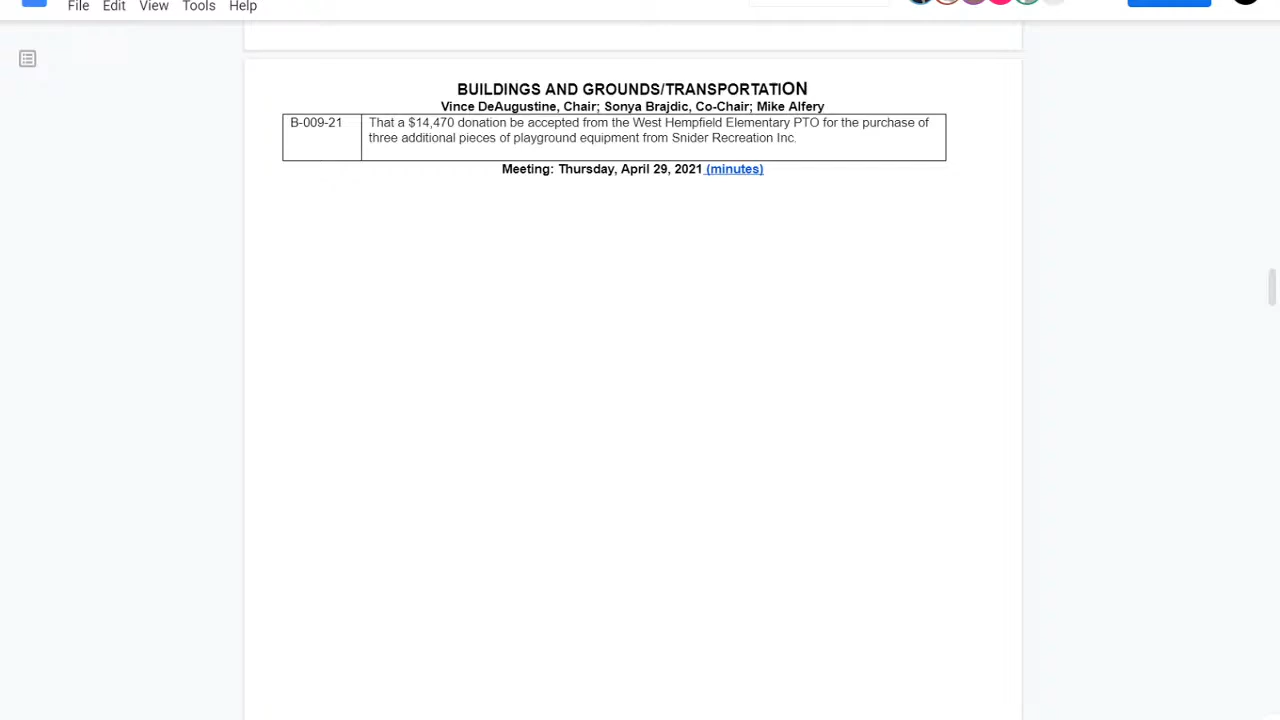 File Edit View Tools Help
BUILDINGS AND GROUNDS/TRANSPORTATION
Vince DeAugustine, Chair; Sonya Brajdic, Co-Chair; Mike Alfery
B-009-21 That a $14,470 donation be accepted from the West Hempfield Elementary PTO for the purchase of
three additional pieces of playground equipment from Snider Recreation Inc.
Meeting: Thursday, April 29, 2021 (minutes)